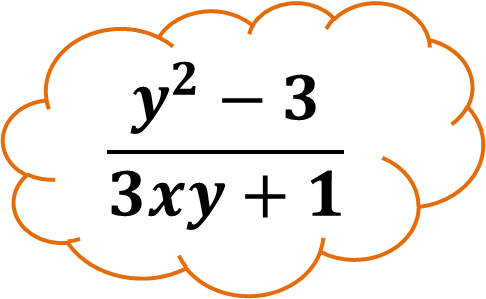 y² − 3
3xy + 1